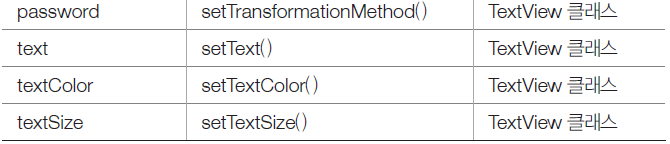 password setTransformationMethod() TextView 클래스
text setText() TextView 클래스
textColor setTextColor() TextView 클래스
textSize setTextSize() TextView 클래스